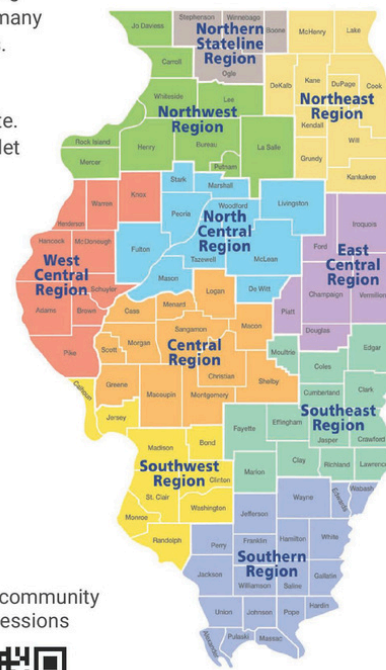 many
s.
te.
let
Jo Daviess
Stephenson
Winnebago
Boone
McHenry
Lake
Northern
Stateline
Region
Ogle
Carroll
DeKalb
Kane
DuPage
Cook
Northeast
Region
Whiteside
Lee
Northwest
Region
Kendall
Will
Rock Island
Henry
Bureau
La Salle
Grundy
Mercer
Putnam
Kankakee
Stark
Marshall
Knox
Warren
Henderson
Peoria
Woodford
Livingston
Iroquois
North
Central
Region
Hancock
McDonough
Fulton
Tazewell
McLean
Ford
East
Central
Region
West
Central
Region
Schuyler
Mason
Logan
De Witt
Champaign
Vermilion
Adams
Brown
Cass
Menard
Piatt
Sangamon
Macon
Douglas
Morgan
Scott
Central
Region
Moultrie
Edgar
Pike
Christian
Coles
Greene
Macoupin
Montgomery
Shelby
Cumberland
Clark
Calhoun
Jersey
Southeast
Region
Fayette
Effingham
Jasper
Crawford
Madison
Bond
Southwest
Region
Clinton
Marion
Clay
Richland
Lawrence
St. Clair
Washington
Wayne
Edwards
Wabash
Monroe
Jefferson
Randolph
Perry
Franklin
Hamilton
White
Southern
Region
Jackson
Williamson
Saline
Gallatin
Union
Johnson
Pope
Hardin
Alexander
Pulaski
Massac
community
essions